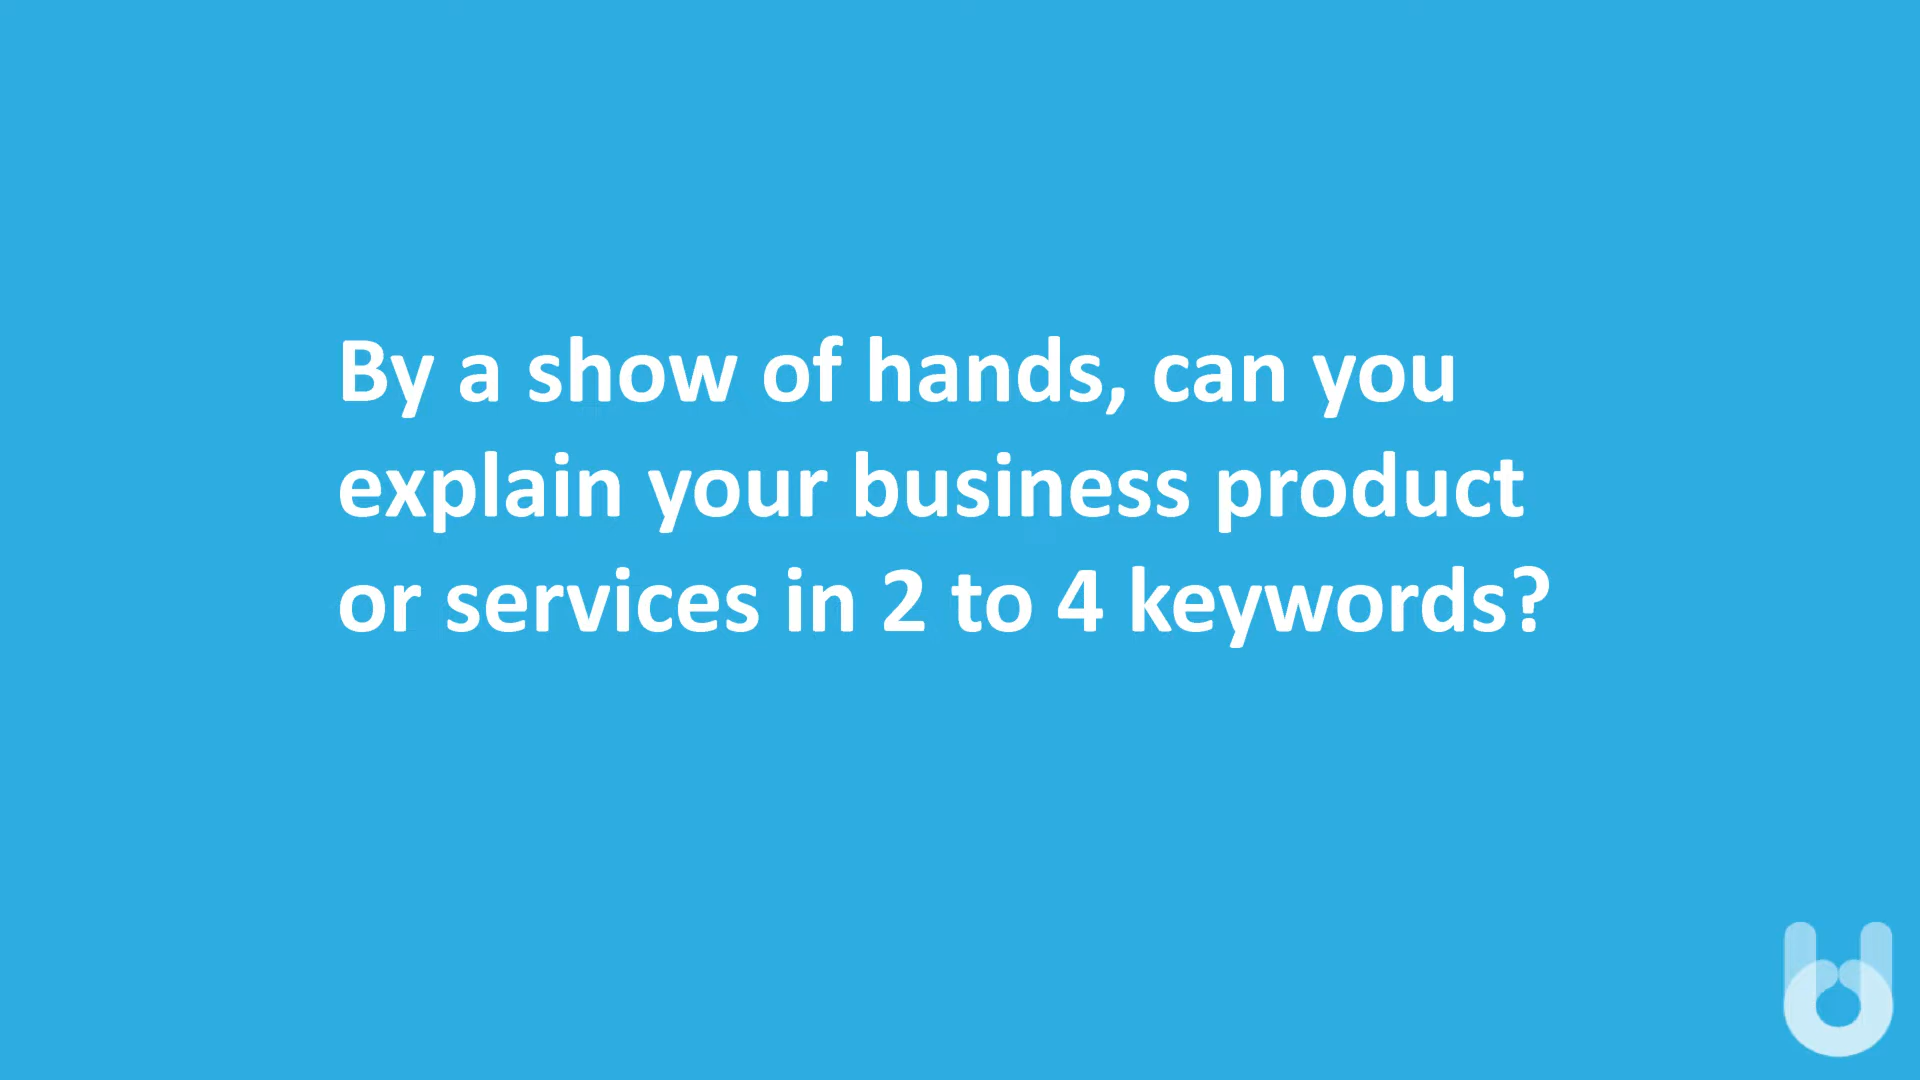 By a show of hands, can you
explain your business product
or services in 2 to 4 keywords?